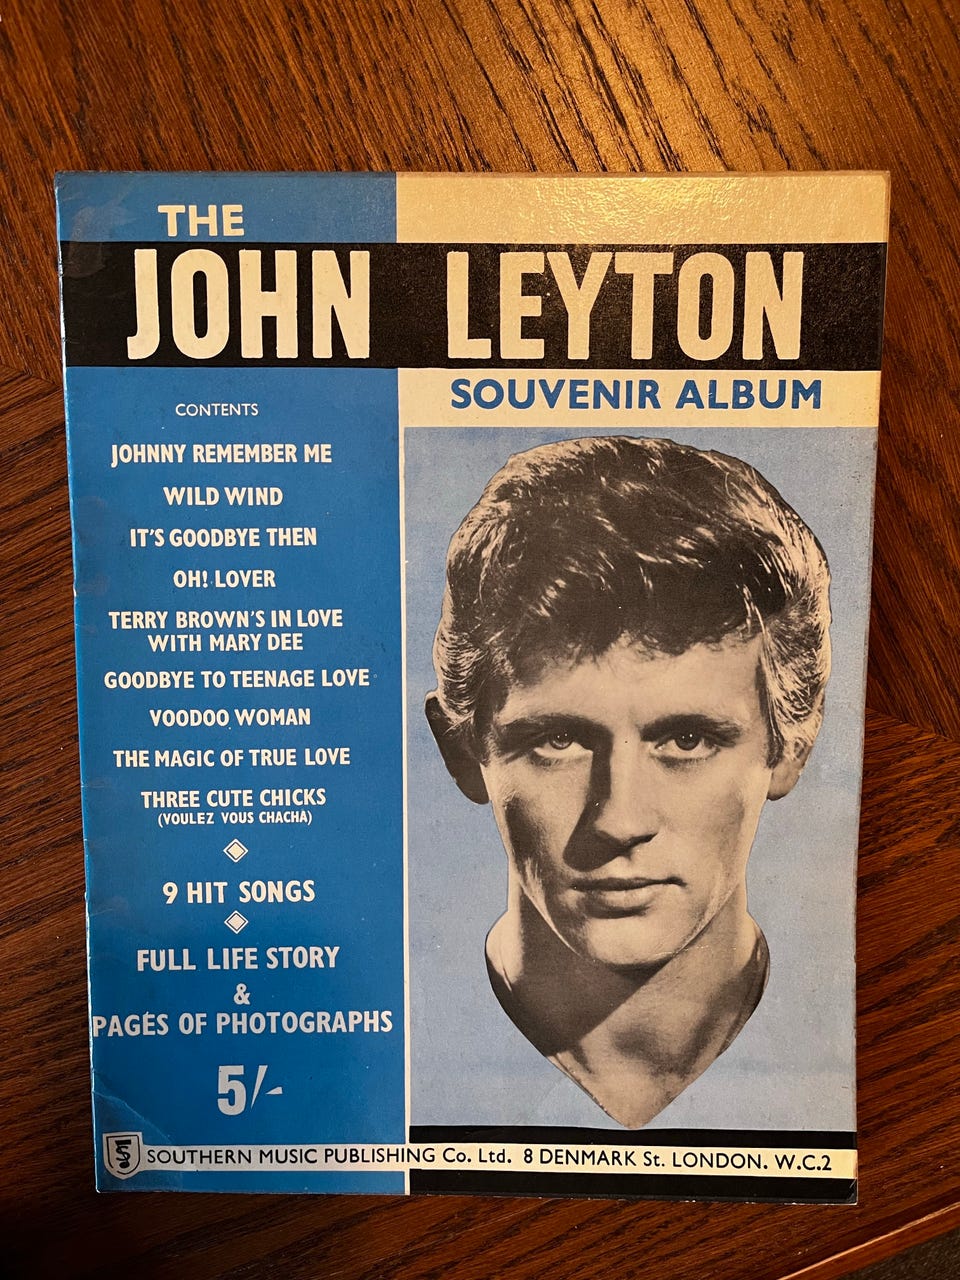 THE
JOHN LEYTON
SOUVENIR ALBUM
CONTENTS
JOHNNY REMEMBER ME
WILD WIND
IT'S GOODBYE THEN
OH! LOVER
TERRY BROWN'S IN LOVE
WITH MARY DEE
GOODBYE TO TEENAGE LOVE
VOODOO WOMAN
THE MAGIC OF TRUE LOVE
THREE CUTE CHICKS
(VOULEZ VOUS CHACHA)
9 HIT SONGS
FULL LIFE STORY
&
PAGES OF PHOTOGRAPHS
5/-
SOUTHERN MUSIC PUBLISHING Co. Ltd. 8 DENMARK St. LONDON. W.C.2